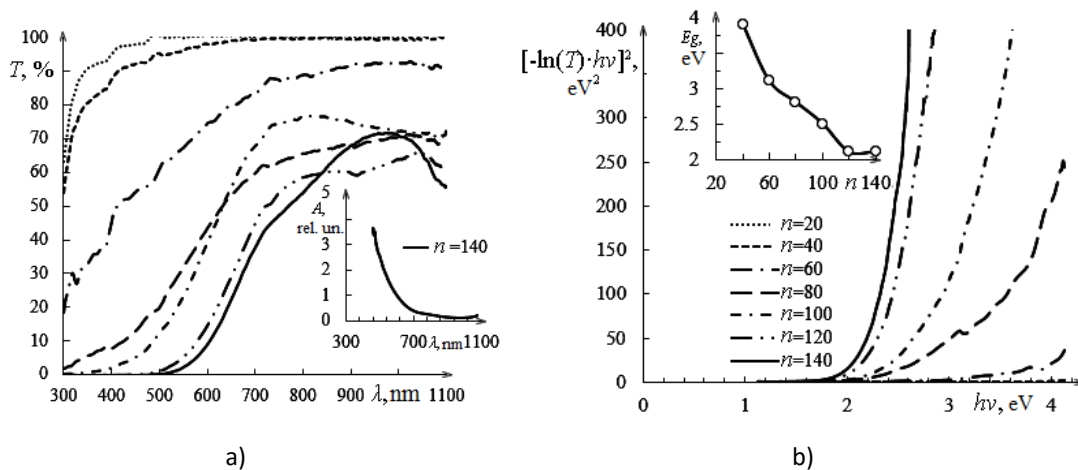 100
T, %
90
80
70
60
50
40
30
20
10
0
300 400 500 600 700 800 900 λ, nm 1100
5
A,
4
rel. un.
3
2
1
0
300 700 λ, nm 1100
n=140
a)
400
[-ln(T)·hν]²,
eV²
350
300
250
200
150
100
50
0
0 1 2 3 hν, eV 4
4
Eg,
eV
3
2.5
2
20 60 100 n 140
n=20
n=40
n=60
n=80
n=100
n=120
n=140
b)